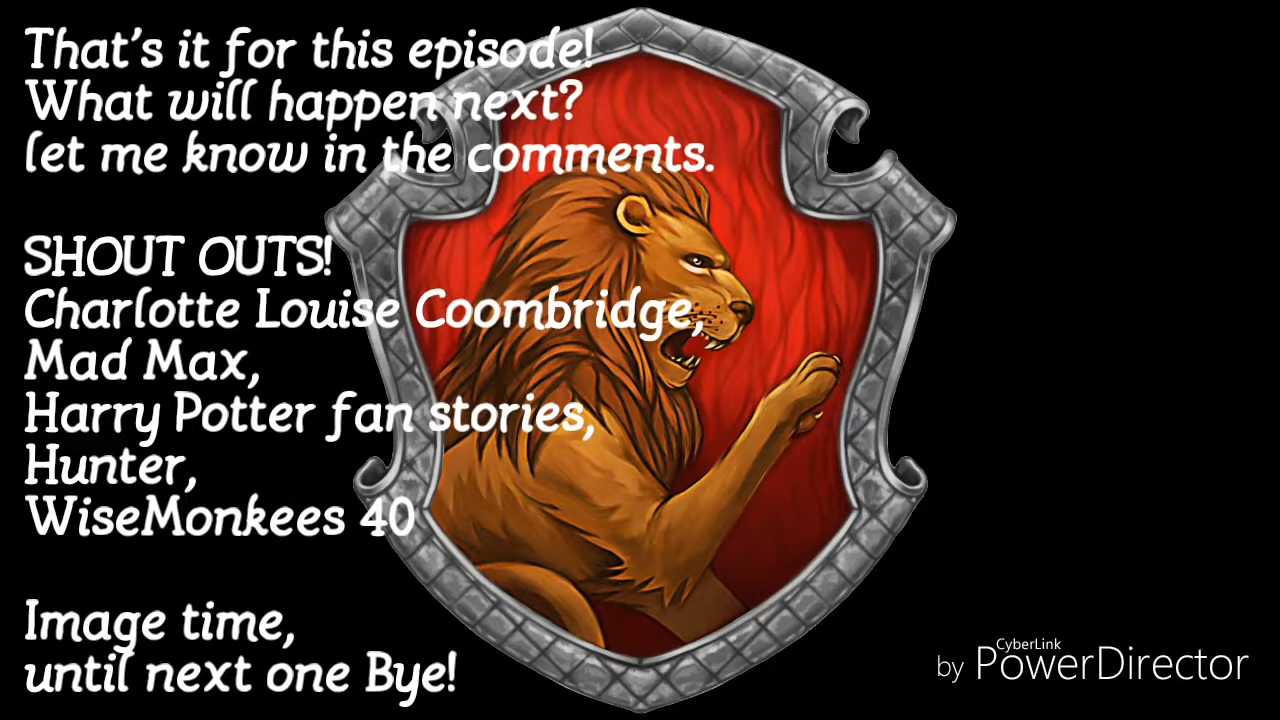 That's it for this episode!
What will happen next?
let me know in the comments.
SHOUT OUTS!
Charlotte Louise Coombridge,
Mad Max,
Harry Potter fan stories,
Hunter,
WiseMonkees 40
Image time,
until next one Bye!
CyberLink
by PowerDirector